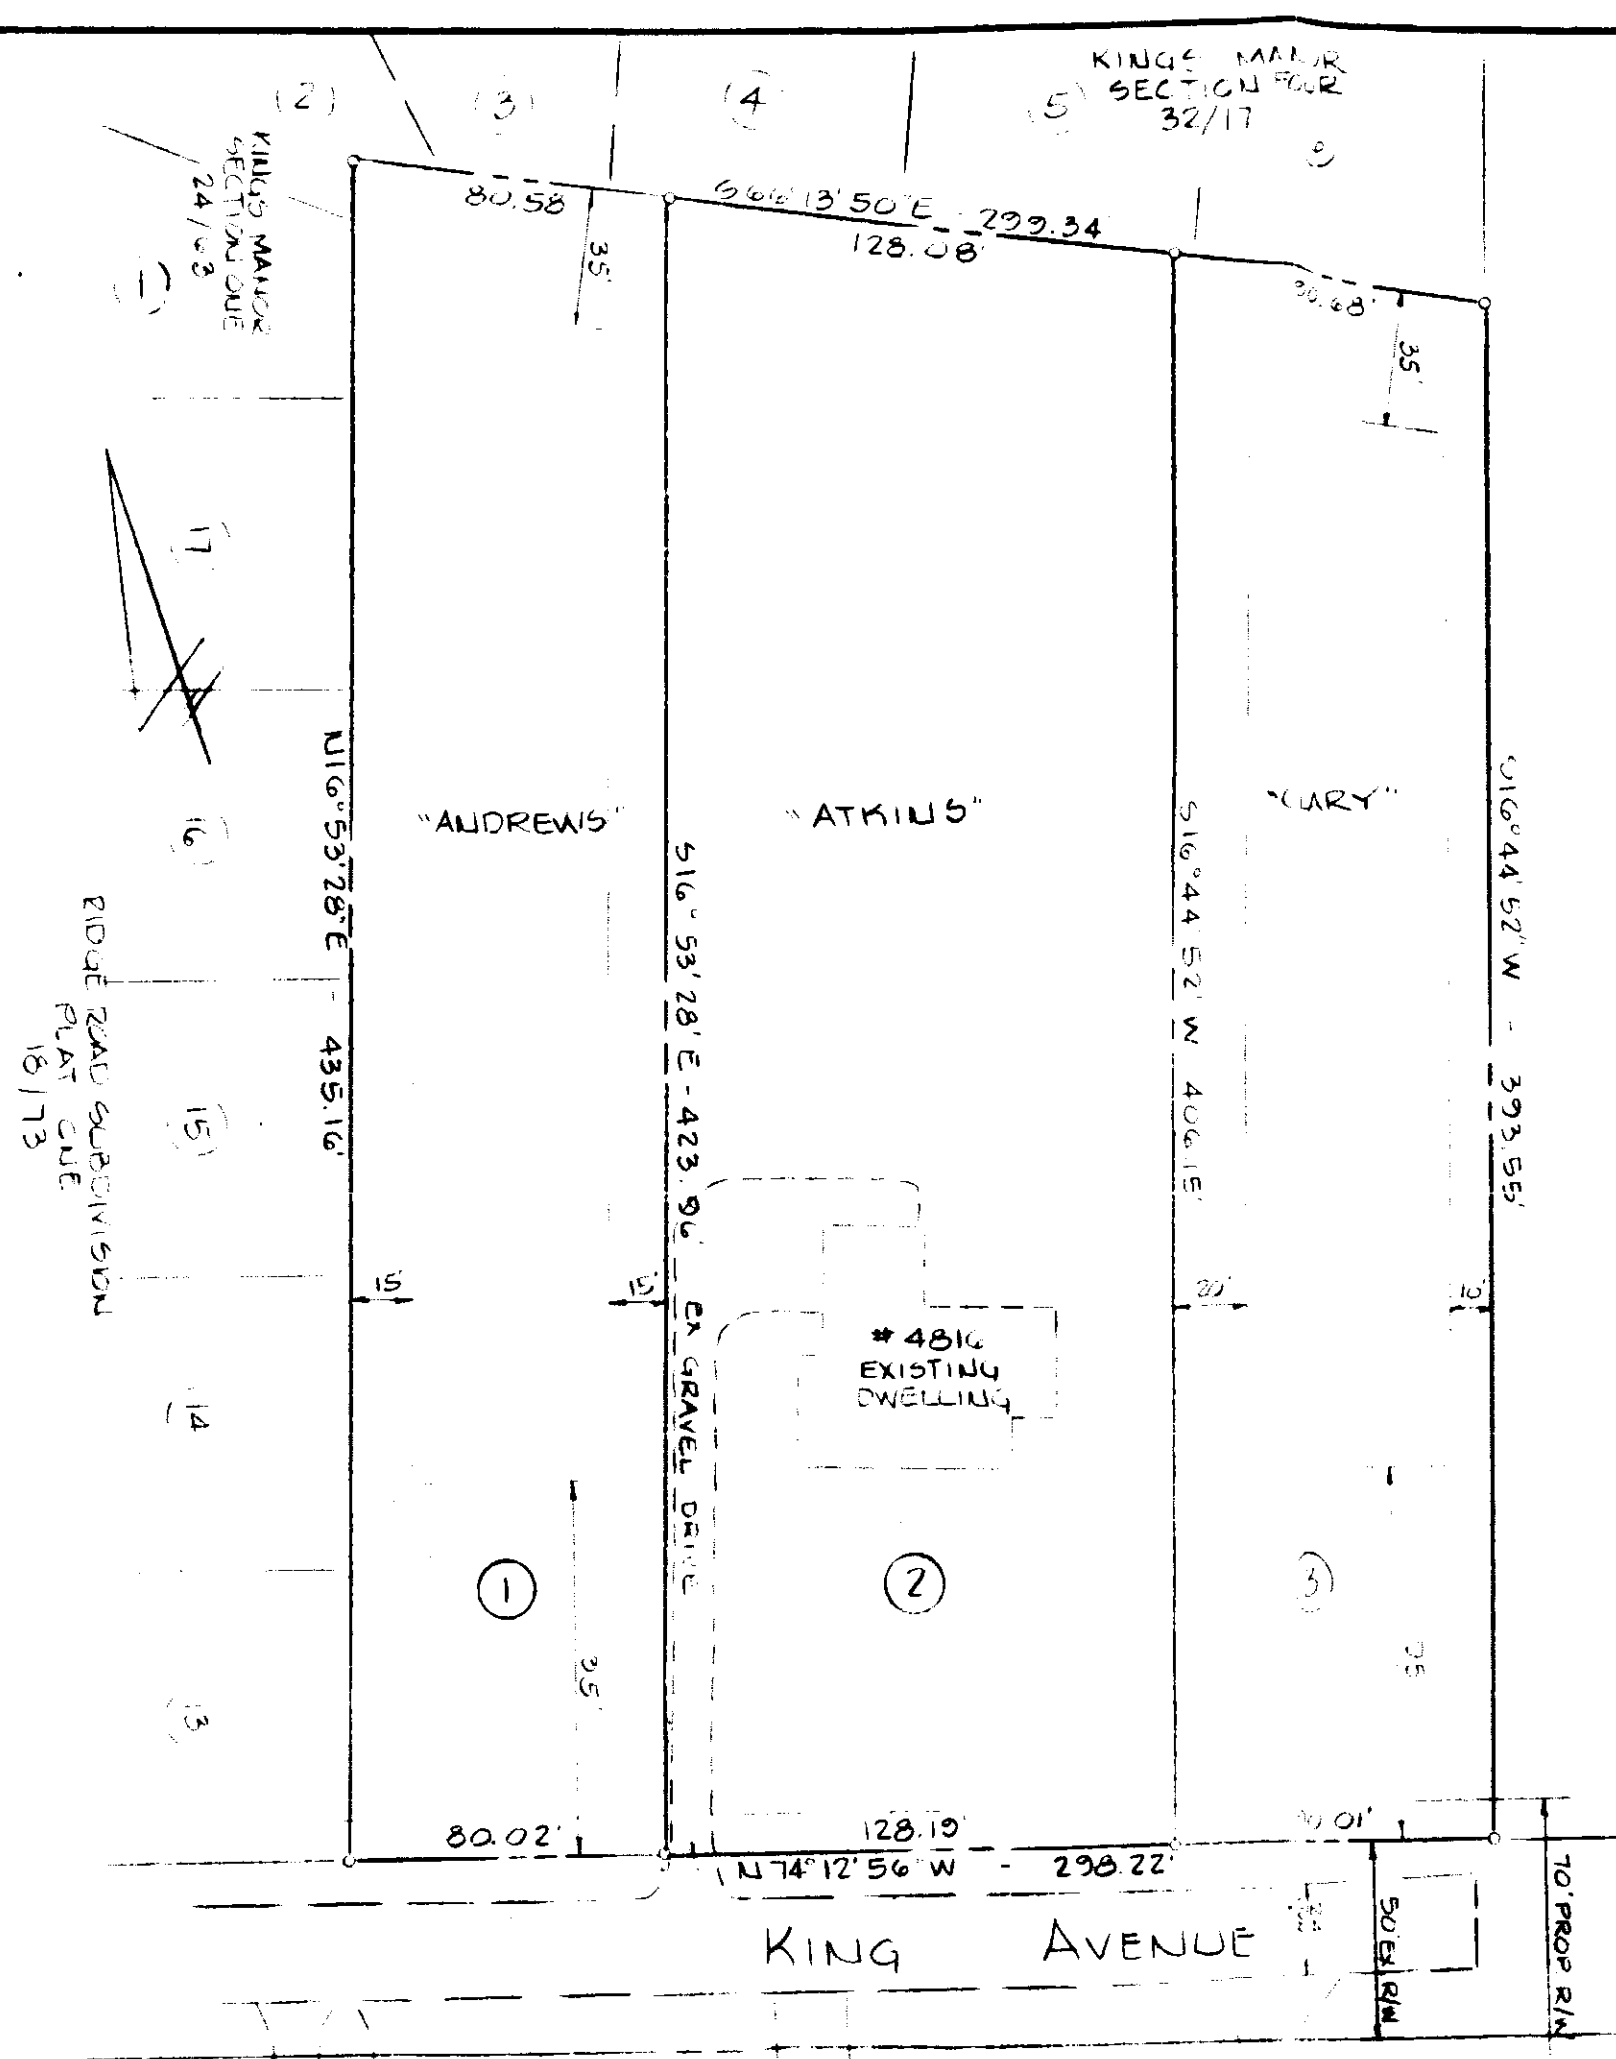 KINGS MANOR
SECTION FOUR
32/17
(2)
(3)
(4)
(5)
KINGS MANOR
SECTION ONE
24/63
(1)
80.58
S66°13'50"E - 299.34
128.08'
35'
35'
17
16
15
14
13
RIDGE ROAD SUBDIVISION
PLAT ONE
18/73
N16°53'28"E - 435.16'
"ANDREWS"
S16°53'28"E - 423.96'
"ATKINS"
S16°44'52"W 406.15'
S16°44'52"W - 393.55'
15'
15'
20'
10'
EX GRAVEL DRIVE
# 4816
EXISTING
DWELLING
1
2
3
80.02'
128.19'
N74°12'56"W - 298.22'
KING AVENUE
50' EX R/W
70' PROP R/W